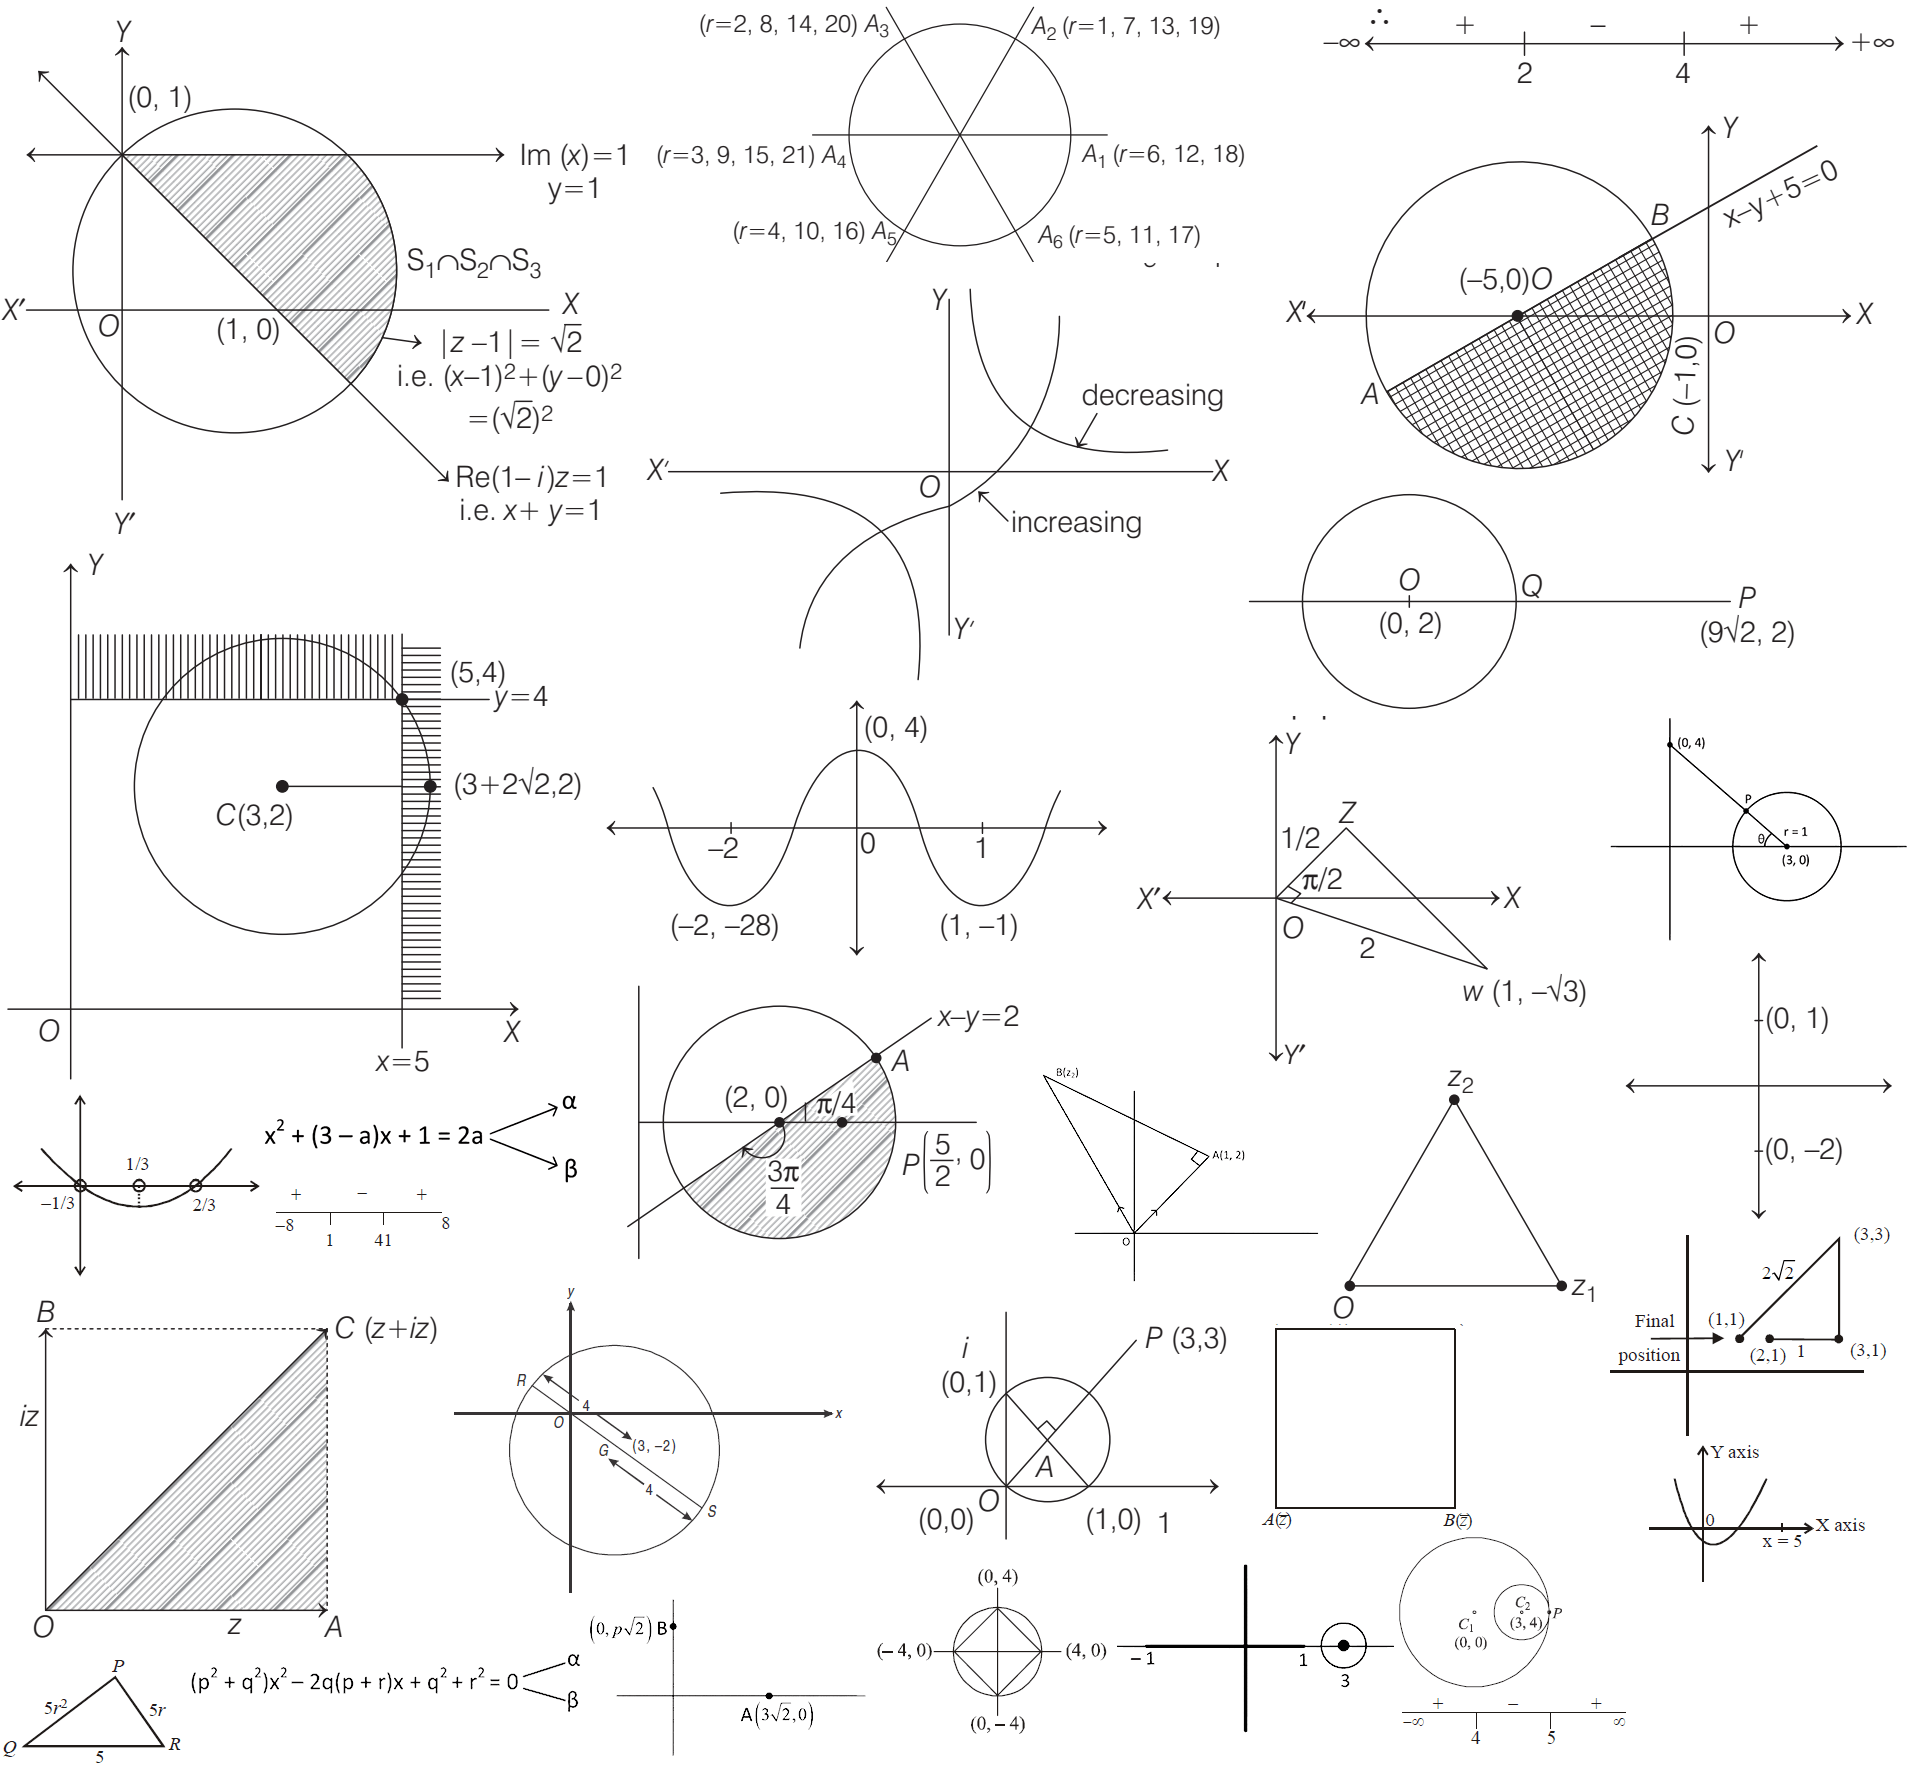 Y
(0, 1)
Im (x)=1
y=1
S₁∩S₂∩S₃
X′
O
(1, 0)
X
|z –1| = √2
i.e. (x–1)²+(y–0)²
=(√2)²
Re(1– i)z=1
i.e. x+ y=1
Y′
(r=2, 8, 14, 20) A₃
A₂ (r=1, 7, 13, 19)
(r=3, 9, 15, 21) A₄
A₁ (r=6, 12, 18)
(r=4, 10, 16) A₅
A₆ (r=5, 11, 17)
∴
+ – +
–∞ +∞
2 4
Y
B
x–y+5=0
(–5,0)O
X′
X
O
A
C (–1,0)
Y′
Y
decreasing
X′
X
O
increasing
Y′
O
Q
P
(0, 2)
(9√2, 2)
Y
(5,4)
y=4
(3+2√2,2)
C(3,2)
O
X
x=5
(0, 4)
–2
0
1
(–2, –28)
(1, –1)
Y
Z
1/2
π/2
X′
X
O
2
w (1, –√3)
Y′
(0, 4)
P
r = 1
θ
(3, 0)
(0, 1)
(0, –2)
1/3
–1/3
2/3
x² + (3 – a)x + 1 = 2a
α
β
+ – +
–8 8
1 41
x–y=2
A
(2, 0)
π/4
3π/4
P(5/2, 0)
B(z₂)
A(1, 2)
O
z₂
O
z₁
(3,3)
2√2
Final
position
(1,1)
(2,1)
1
(3,1)
B
C (z+iz)
iz
O
z
A
y
R
4
O
x
G
(3, –2)
4
S
i
(0,1)
P (3,3)
A
O
(0,0)
(1,0) 1
A(z̄)
B(z̄)
Y axis
0
X axis
x = 5
P
5r²
5r
Q
5
R
(p² + q²)x² – 2q(p + r)x + q² + r² = 0
α
β
(0, p√2) B
A(3√2,0)
(0, 4)
(– 4, 0)
(4, 0)
(0, – 4)
– 1
1
3
C₁
(0, 0)
C₂
(3, 4)
P
+ – +
–∞ ∞
4 5